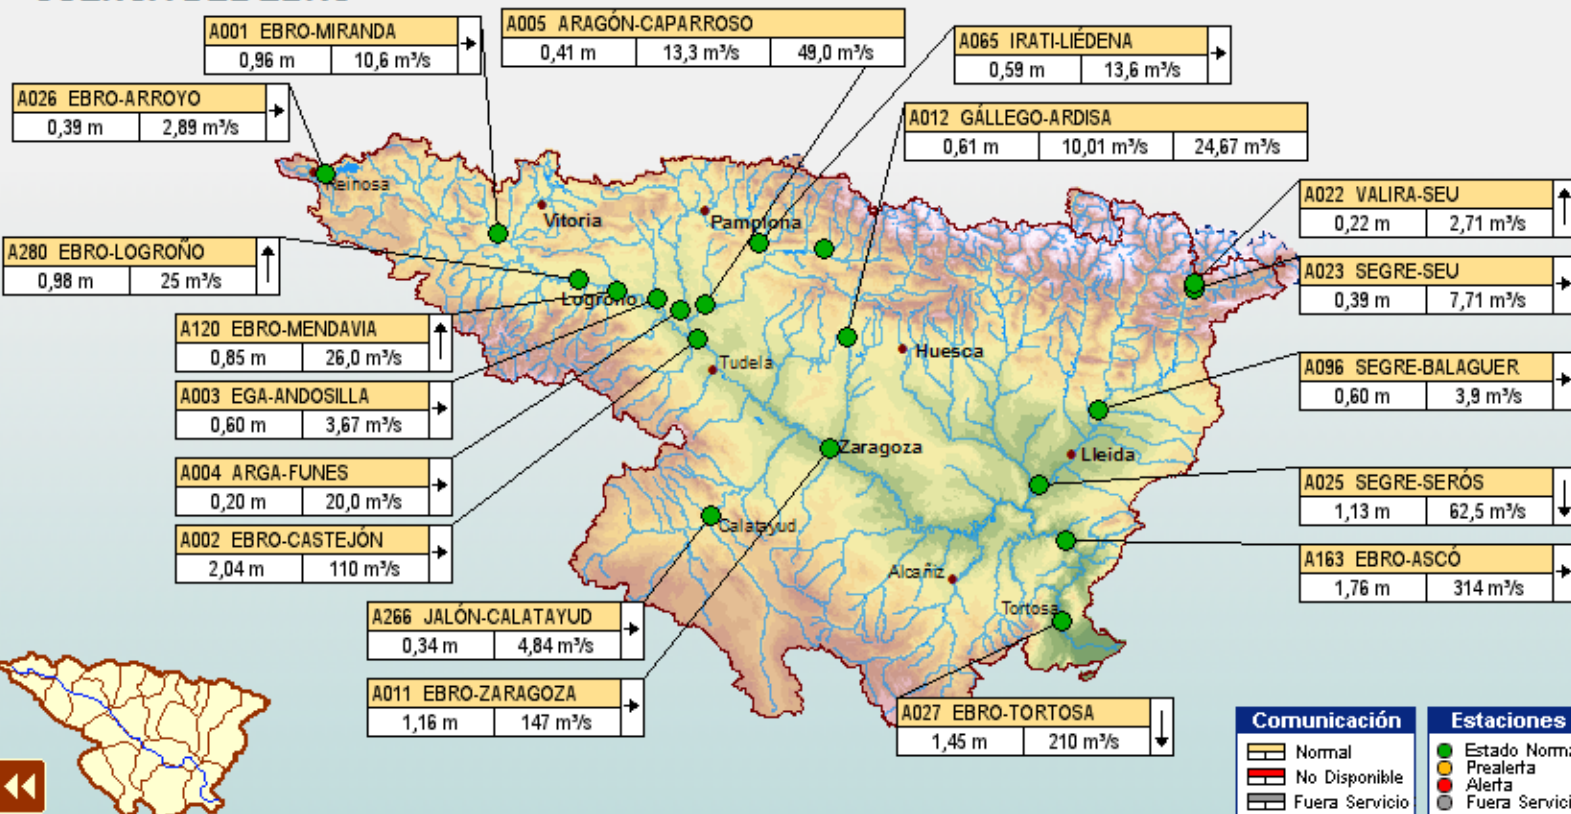 A001 EBRO-MIRANDA
0,96 m 10,6 m³/s
A005 ARAGÓN-CAPARROSO
0,41 m 13,3 m³/s 49,0 m³/s
A065 IRATI-LIÉDENA
0,59 m 13,6 m³/s
A026 EBRO-ARROYO
0,39 m 2,89 m³/s
A012 GÁLLEGO-ARDISA
0,61 m 10,01 m³/s 24,67 m³/s
Reinosa
Vitoria
Pamplona
A022 VALIRA-SEU
0,22 m 2,71 m³/s
A280 EBRO-LOGROÑO
0,98 m 25 m³/s
A023 SEGRE-SEU
0,39 m 7,71 m³/s
Logroño
A120 EBRO-MENDAVIA
0,85 m 26,0 m³/s
Tudela
Huesca
A096 SEGRE-BALAGUER
0,60 m 3,9 m³/s
A003 EGA-ANDOSILLA
0,60 m 3,67 m³/s
Zaragoza
Lleida
A004 ARGA-FUNES
0,20 m 20,0 m³/s
A025 SEGRE-SERÓS
1,13 m 62,5 m³/s
Calatayud
A002 EBRO-CASTEJÓN
2,04 m 110 m³/s
A163 EBRO-ASCÓ
1,76 m 314 m³/s
Alcañiz
Tortosa
A266 JALÓN-CALATAYUD
0,34 m 4,84 m³/s
A011 EBRO-ZARAGOZA
1,16 m 147 m³/s
A027 EBRO-TORTOSA
1,45 m 210 m³/s
Comunicación
Normal
No Disponible
Fuera Servicio
Estaciones
Estado Norma
Prealerta
Alerta
Fuera Servici